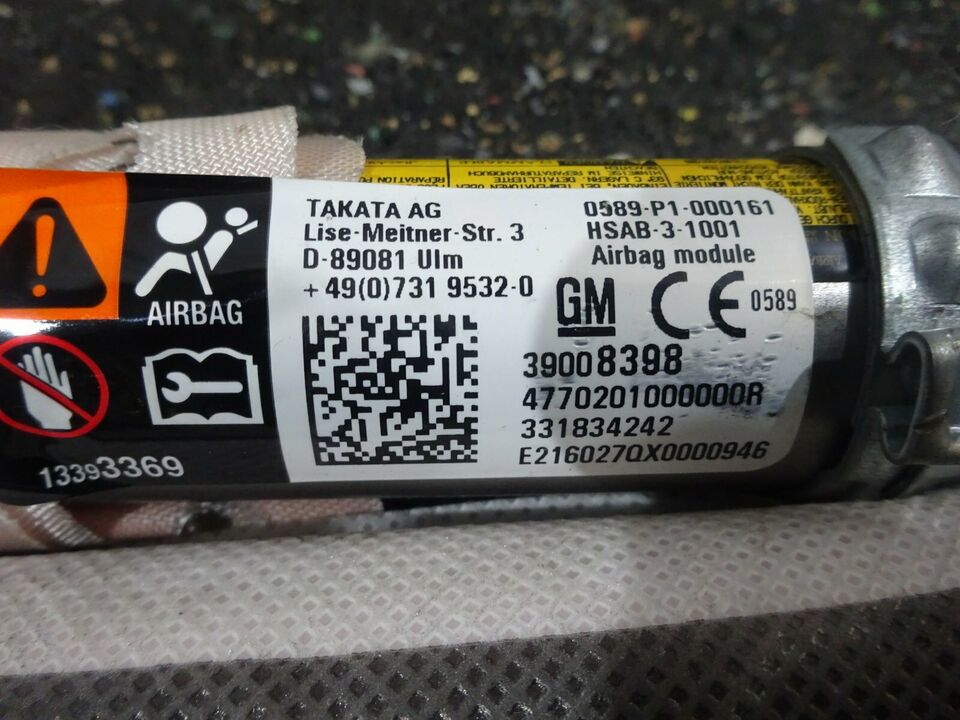 TAKATA AG
Lise-Meitner-Str. 3
D-89081 Ulm
+49(0)731 9532-0
0589-P1-000161
HSAB-3-1001
Airbag module
GM CE 0589
39008398
4770201000000R
331834242
E216027QX0000946
AIRBAG
13393369